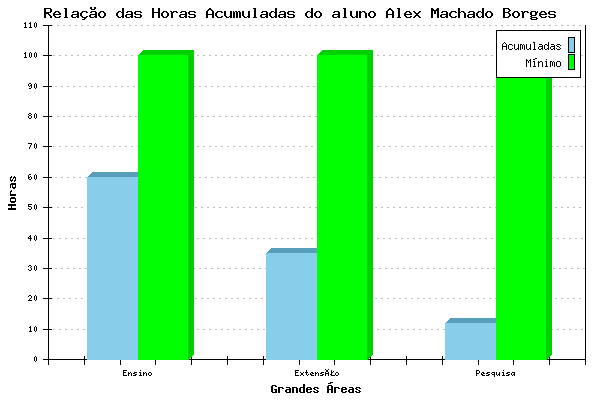 Relação das Horas Acumuladas do aluno Alex Machado Borges
Acumuladas
Mínimo
110
100
90
80
70
60
50
40
30
20
10
0
Horas
Ensino
ExtensĂŁo
Pesquisa
Grandes Áreas